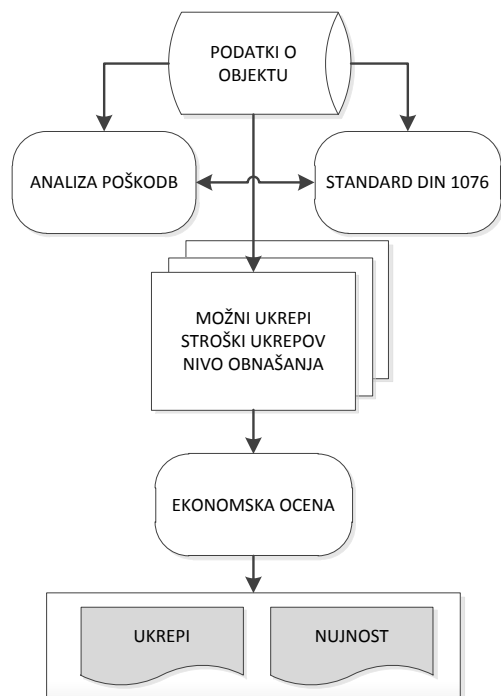 PODATKI O
OBJEKTU
ANALIZA POŠKODB
STANDARD DIN 1076
MOŽNI UKREPI
STROŠKI UKREPOV
NIVO OBNAŠANJA
EKONOMSKA OCENA
UKREPI
NUJNOST